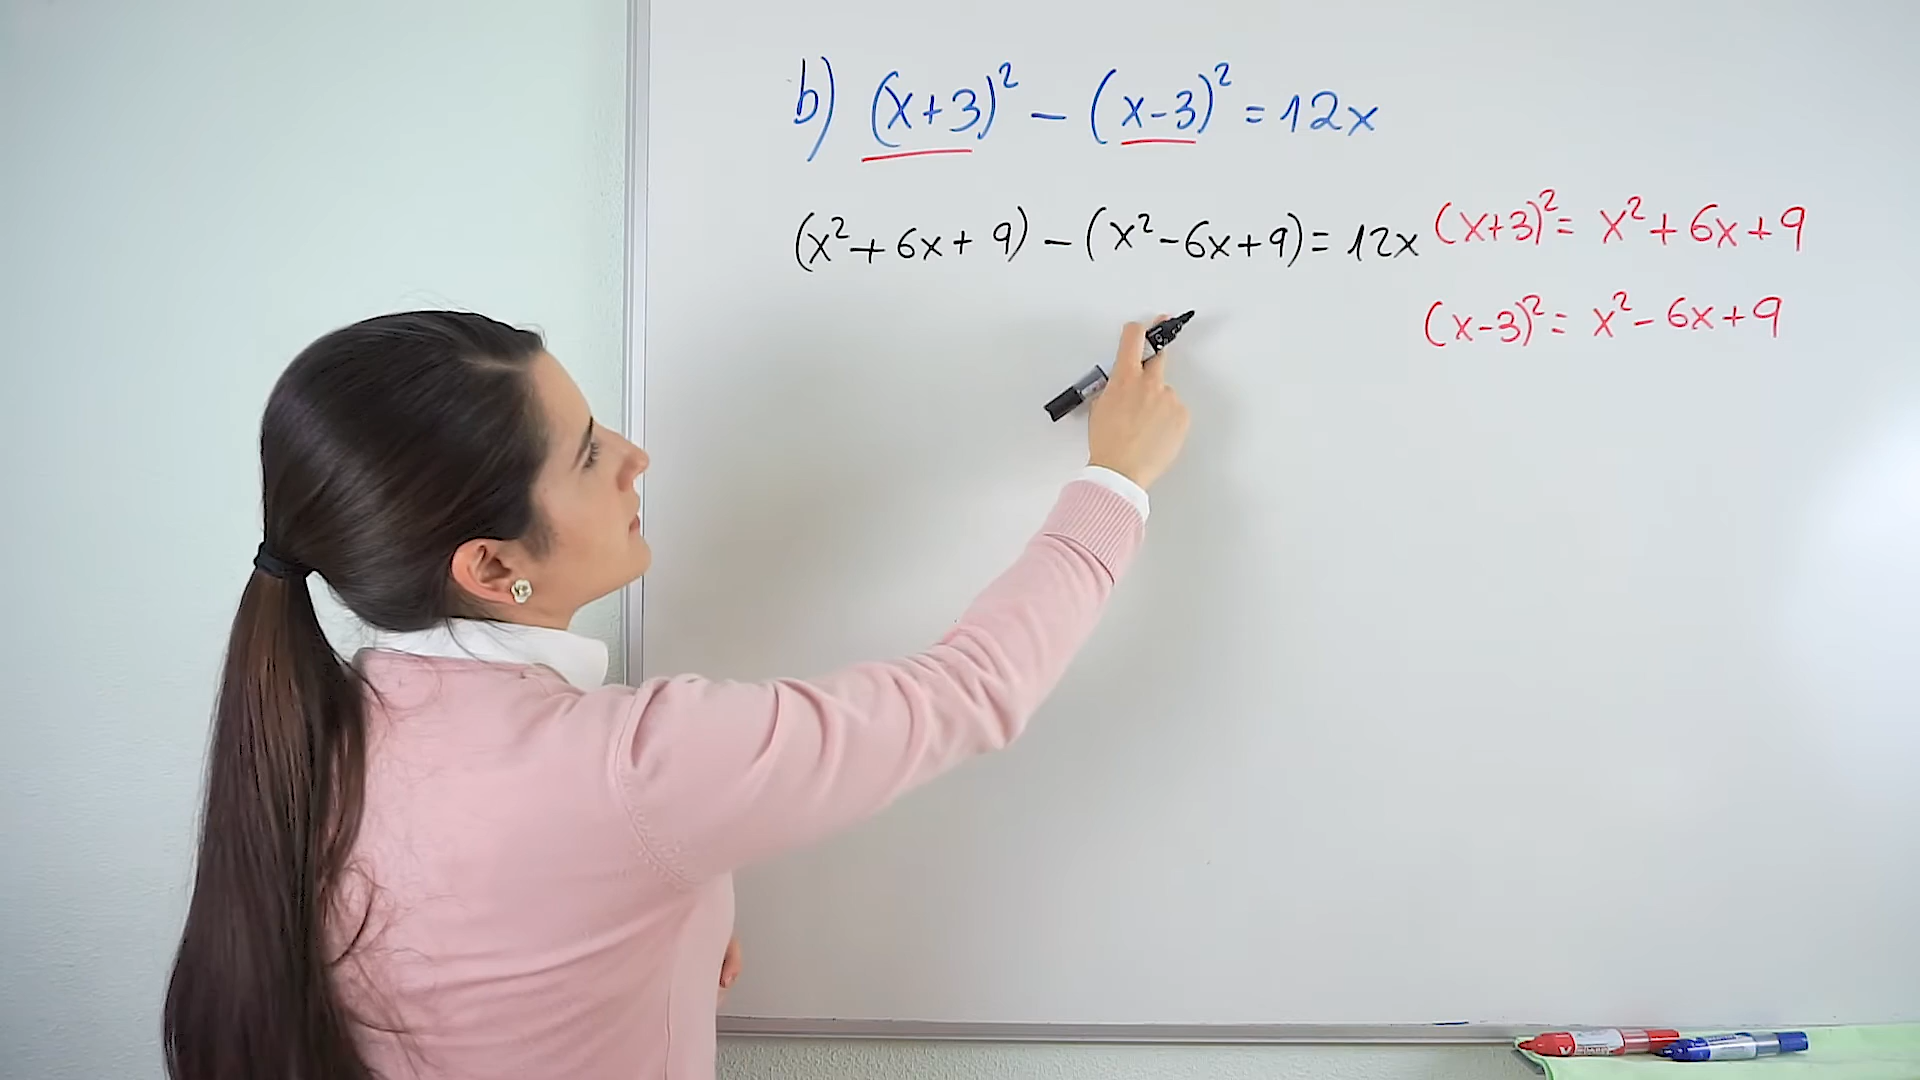 b) (x+3)² - (x-3)² = 12x
(x²+6x+9) - (x²-6x+9) = 12x
(x+3)² = x²+6x+9
(x-3)² = x²-6x+9